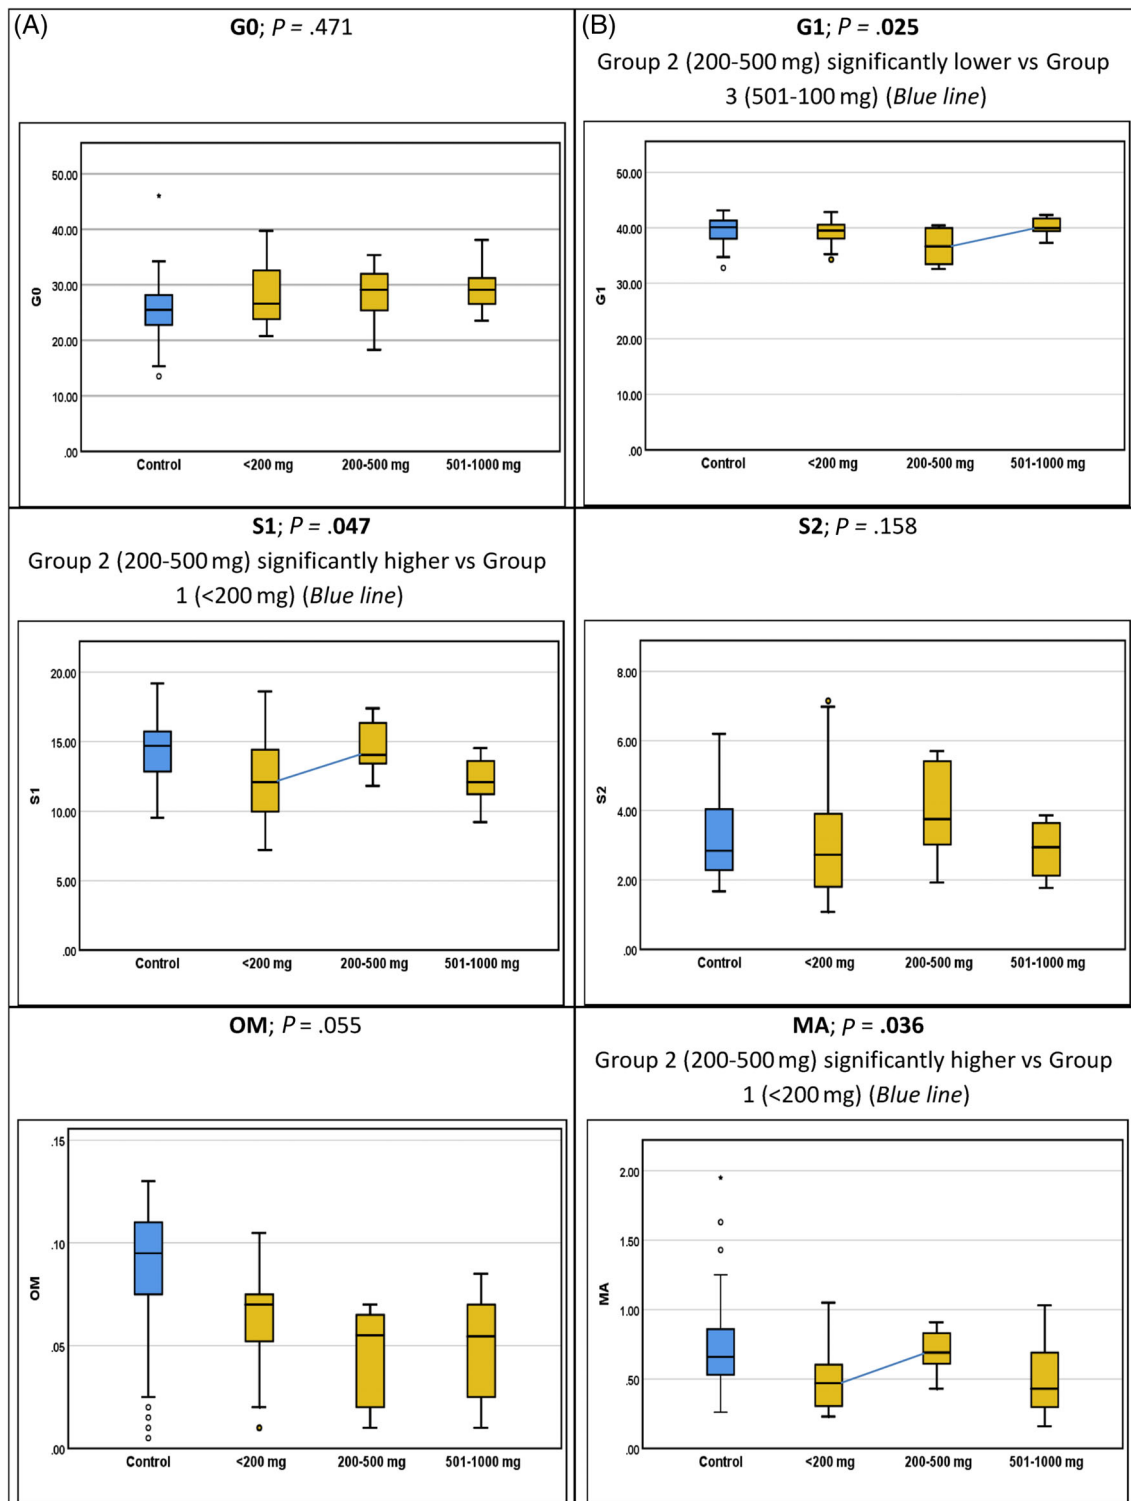 (A)
G0; P = .471
50.00
40.00
30.00
20.00
10.00
.00
G0
Control <200 mg 200-500 mg 501-1000 mg
(B)
G1; P = .025
Group 2 (200-500 mg) significantly lower vs Group
3 (501-100 mg) (Blue line)
50.00
40.00
30.00
20.00
10.00
.00
G1
Control <200 mg 200-500 mg 501-1000 mg
S1; P = .047
Group 2 (200-500 mg) significantly higher vs Group
1 (<200 mg) (Blue line)
20.00
15.00
10.00
5.00
.00
S1
Control <200 mg 200-500 mg 501-1000 mg
S2; P = .158
8.00
6.00
4.00
2.00
.00
S2
Control <200 mg 200-500 mg 501-1000 mg
OM; P = .055
.15
.10
.05
.00
OM
Control <200 mg 200-500 mg 501-1000 mg
MA; P = .036
Group 2 (200-500 mg) significantly higher vs Group
1 (<200 mg) (Blue line)
2.00
1.50
1.00
.50
.00
MA
Control <200 mg 200-500 mg 501-1000 mg